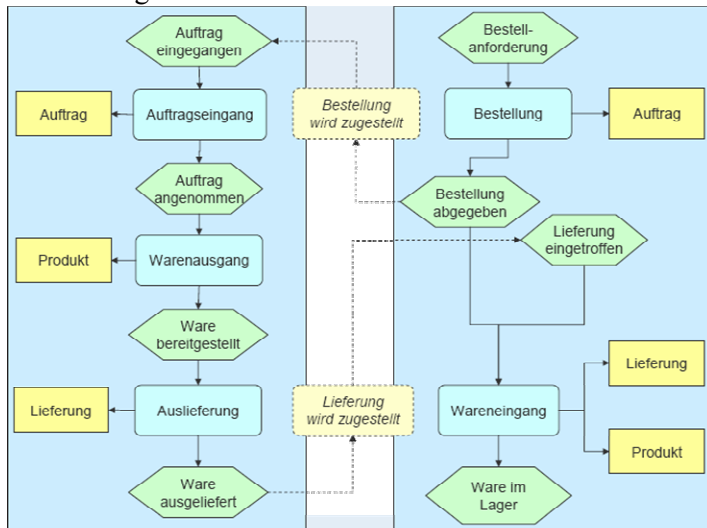 Auftrag
eingegangen
Bestell-
anforderung
Auftrag
Auftragseingang
Bestellung
wird zugestellt
Bestellung
Auftrag
Auftrag
angenommen
Bestellung
abgegeben
Lieferung
eingetroffen
Produkt
Warenausgang
Ware
bereitgestellt
Lieferung
Lieferung
Auslieferung
Lieferung
wird zugestellt
Wareneingang
Produkt
Ware
ausgeliefert
Ware im
Lager